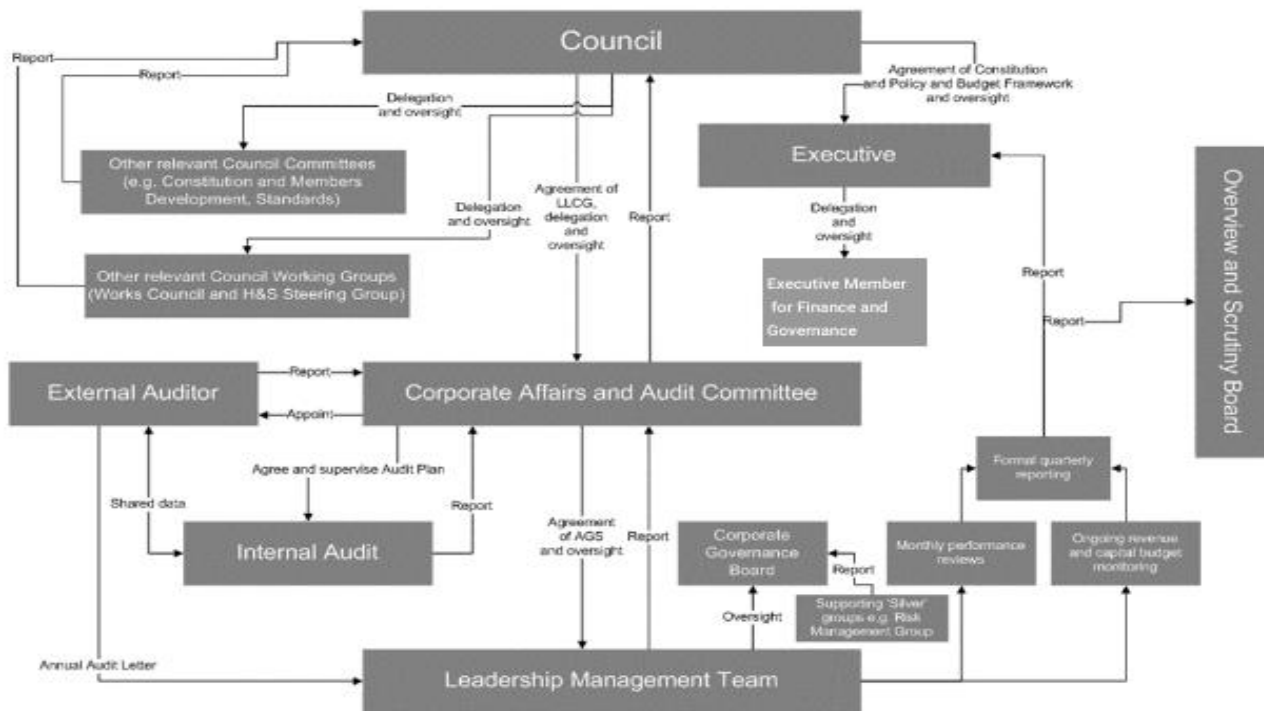 Council
Report
Report
Agreement of Constitution
and Policy and Budget Framework
and oversight
Delegation
and oversight
Executive
Other relevant Council Committees
(e.g. Constitution and Members
Development, Standards)
Agreement of
LLCG,
delegation
and
oversight
Report
Delegation
and oversight
Delegation
and
oversight
Overview and Scrutiny Board
Other relevant Council Working Groups
(Works Council and H&S Steering Group)
Executive Member
for Finance and
Governance
Report
Report
External Auditor
Report
Appoint
Corporate Affairs and Audit Committee
Agree and supervise Audit Plan
Shared data
Report
Internal Audit
Agreement
of AGS
and oversight
Report
Formal quarterly
reporting
Corporate
Governance
Board
Monthly performance
reviews
Ongoing revenue
and capital budget
monitoring
Report
Supporting 'Silver'
groups e.g. Risk
Management Group
Oversight
Annual Audit Letter
Leadership Management Team